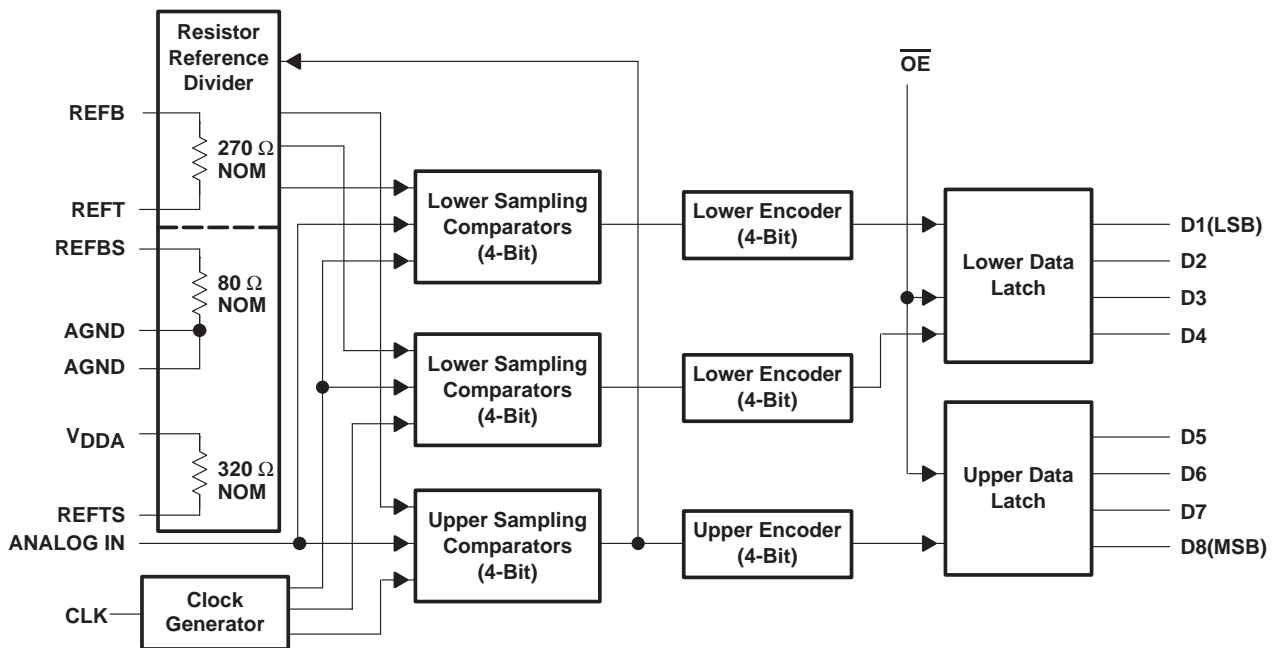 Resistor
Reference
Divider
OE
REFB
270 Ω
NOM
REFT
REFBS
80 Ω
NOM
AGND
AGND
VDDA
320 Ω
NOM
REFTS
ANALOG IN
CLK
Clock
Generator
Lower Sampling
Comparators
(4-Bit)
Lower Encoder
(4-Bit)
Lower Data
Latch
D1(LSB)
D2
D3
D4
Lower Sampling
Comparators
(4-Bit)
Lower Encoder
(4-Bit)
Upper Sampling
Comparators
(4-Bit)
Upper Encoder
(4-Bit)
Upper Data
Latch
D5
D6
D7
D8(MSB)